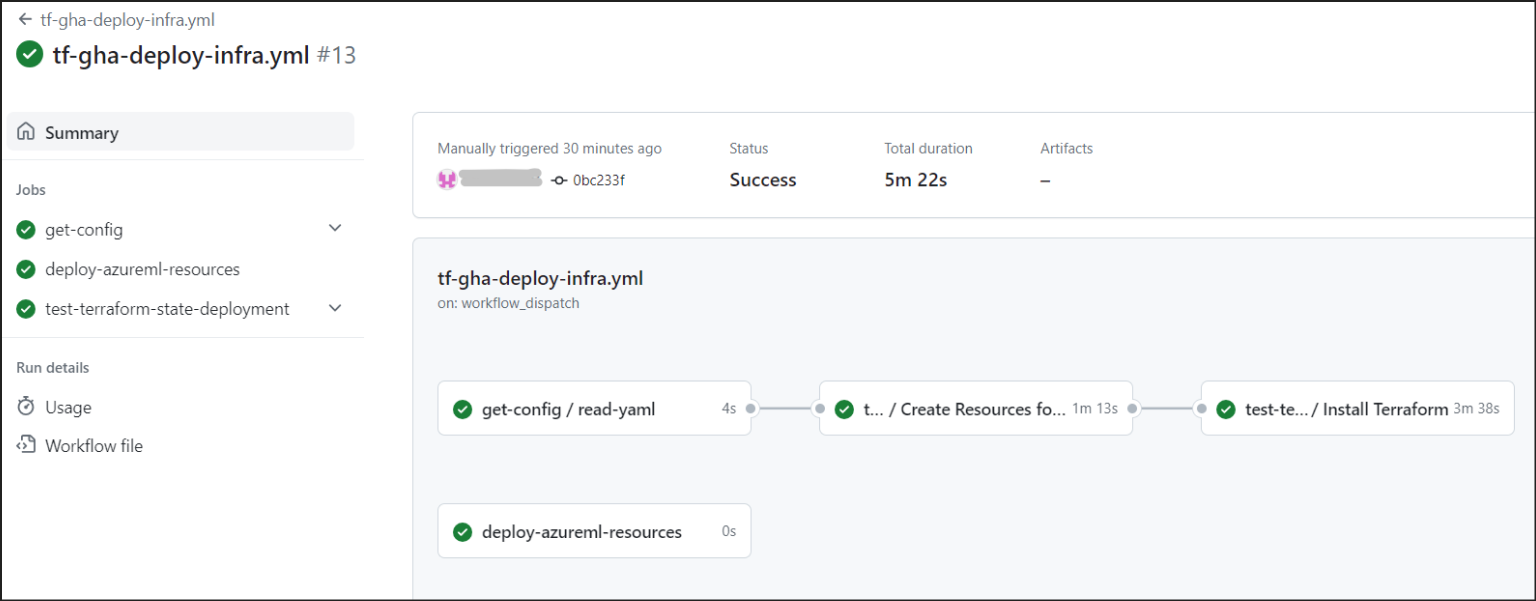 tf-gha-deploy-infra.yml
tf-gha-deploy-infra.yml #13
Summary
Jobs
get-config
deploy-azureml-resources
test-terraform-state-deployment
Run details
Usage
Workflow file
Manually triggered 30 minutes ago
0bc233f
Status
Success
Total duration
5m 22s
Artifacts
–
tf-gha-deploy-infra.yml
on: workflow_dispatch
get-config / read-yaml 4s
t... / Create Resources fo... 1m 13s
test-te... / Install Terraform 3m 38s
deploy-azureml-resources 0s